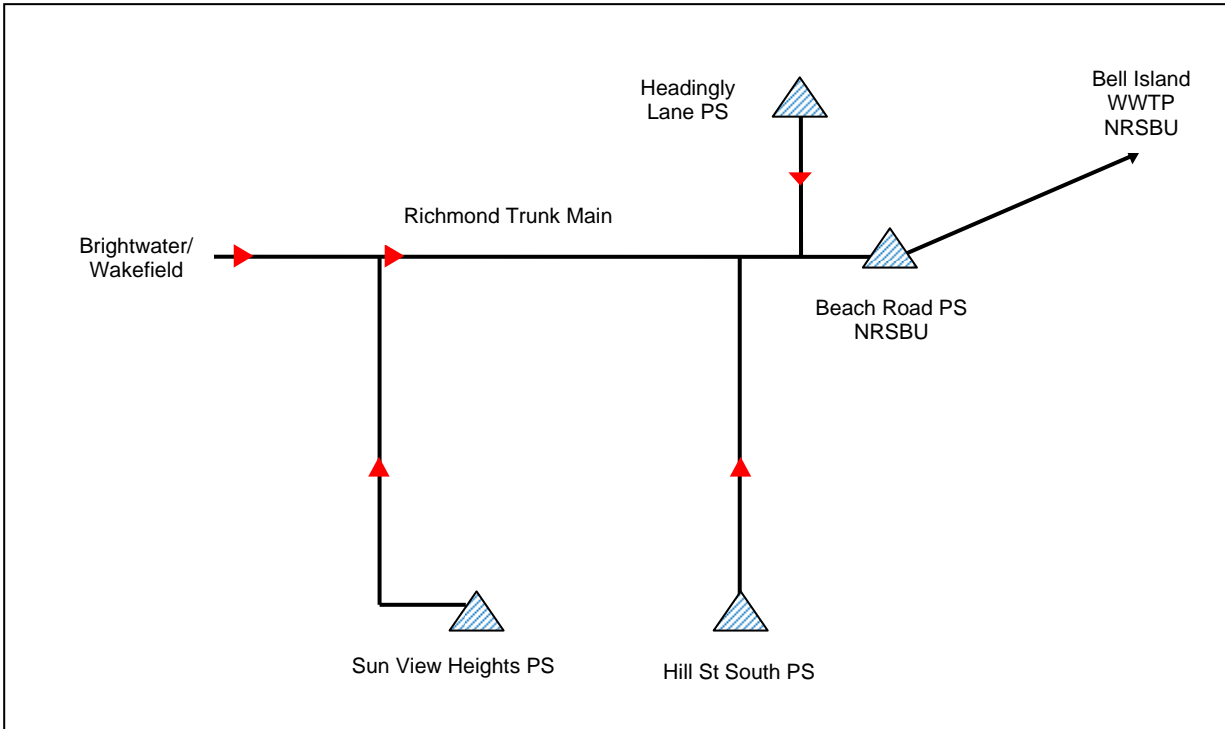 Headingly
Lane PS
Bell Island
WWTP
NRSBU
Richmond Trunk Main
Brightwater/
Wakefield
Beach Road PS
NRSBU
Sun View Heights PS
Hill St South PS